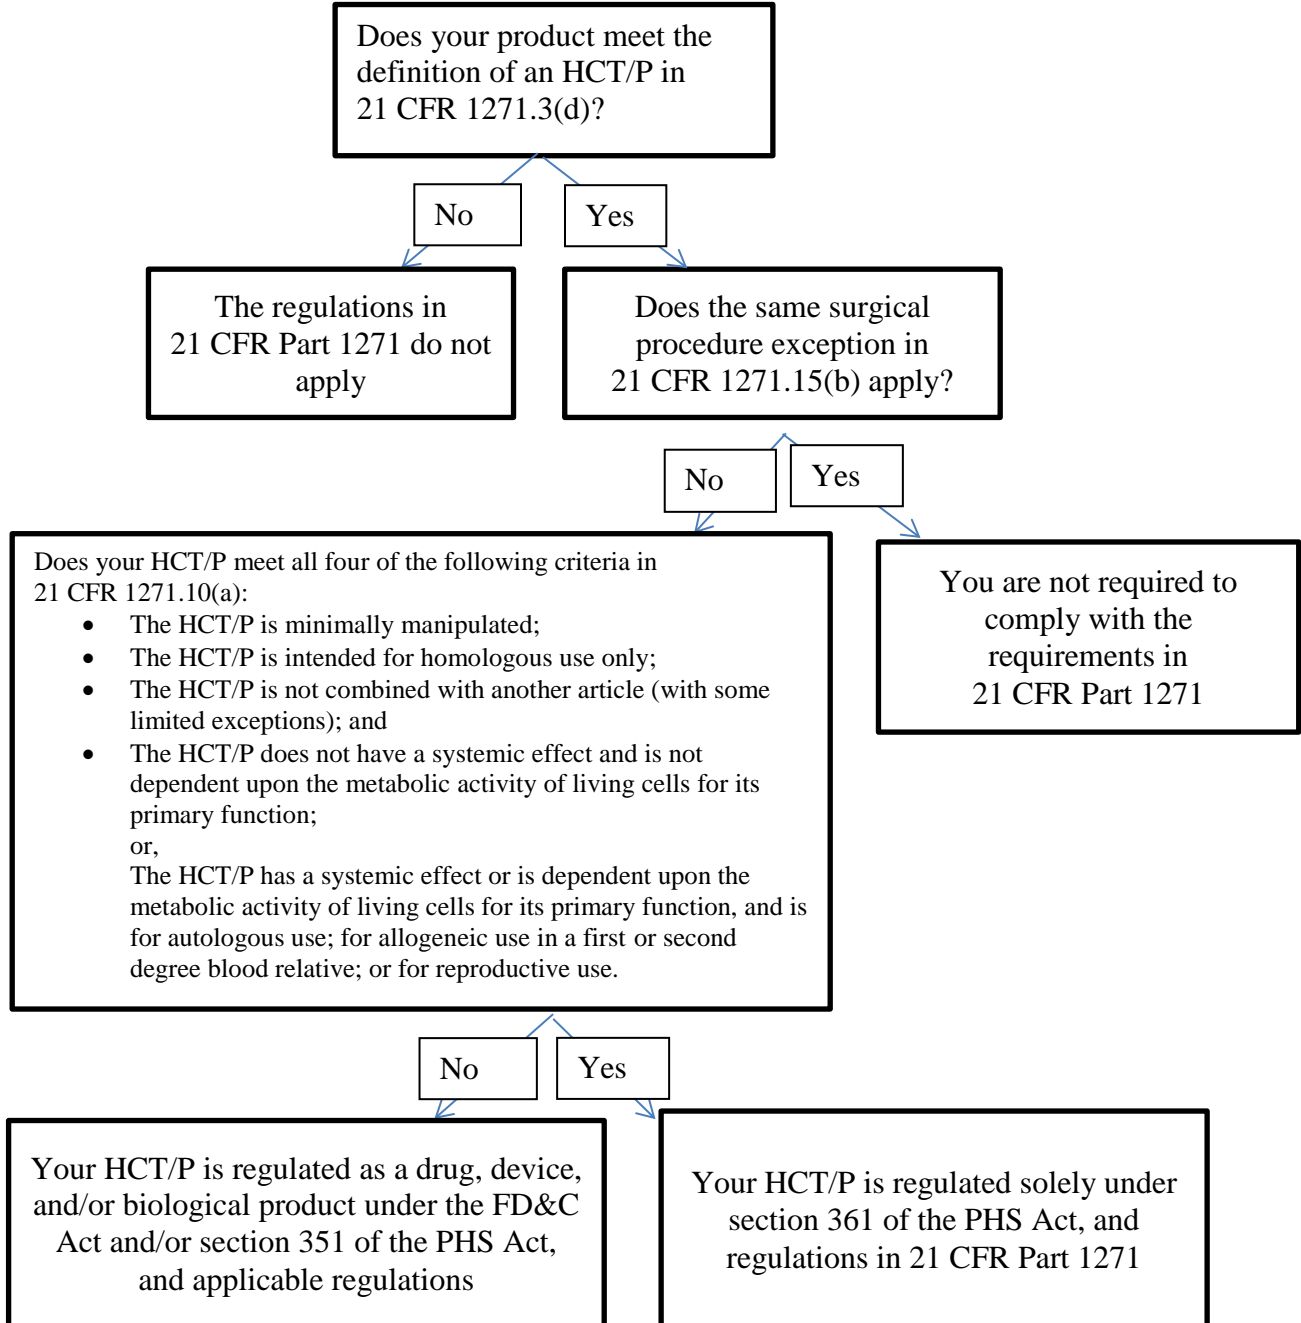 Does your product meet the
definition of an HCT/P in
21 CFR 1271.3(d)?
No
Yes
The regulations in
21 CFR Part 1271 do not
apply
Does the same surgical
procedure exception in
21 CFR 1271.15(b) apply?
No
Yes
Does your HCT/P meet all four of the following criteria in
21 CFR 1271.10(a):
• The HCT/P is minimally manipulated;
• The HCT/P is intended for homologous use only;
• The HCT/P is not combined with another article (with some
limited exceptions); and
• The HCT/P does not have a systemic effect and is not
dependent upon the metabolic activity of living cells for its
primary function;
or,
The HCT/P has a systemic effect or is dependent upon the
metabolic activity of living cells for its primary function, and is
for autologous use; for allogeneic use in a first or second
degree blood relative; or for reproductive use.
You are not required to
comply with the
requirements in
21 CFR Part 1271
No
Yes
Your HCT/P is regulated as a drug, device,
and/or biological product under the FD&C
Act and/or section 351 of the PHS Act,
and applicable regulations
Your HCT/P is regulated solely under
section 361 of the PHS Act, and
regulations in 21 CFR Part 1271